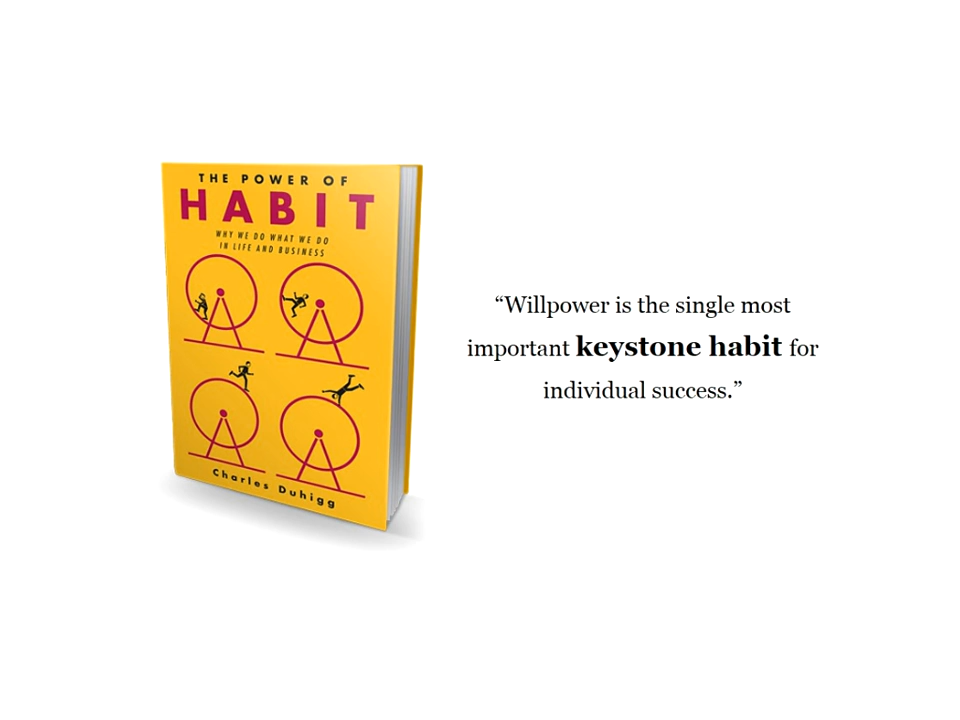 THE POWER OF
HABIT
WHY WE DO WHAT WE DO
IN LIFE AND BUSINESS
Charles Duhigg
“Willpower is the single most
important keystone habit for
individual success.”